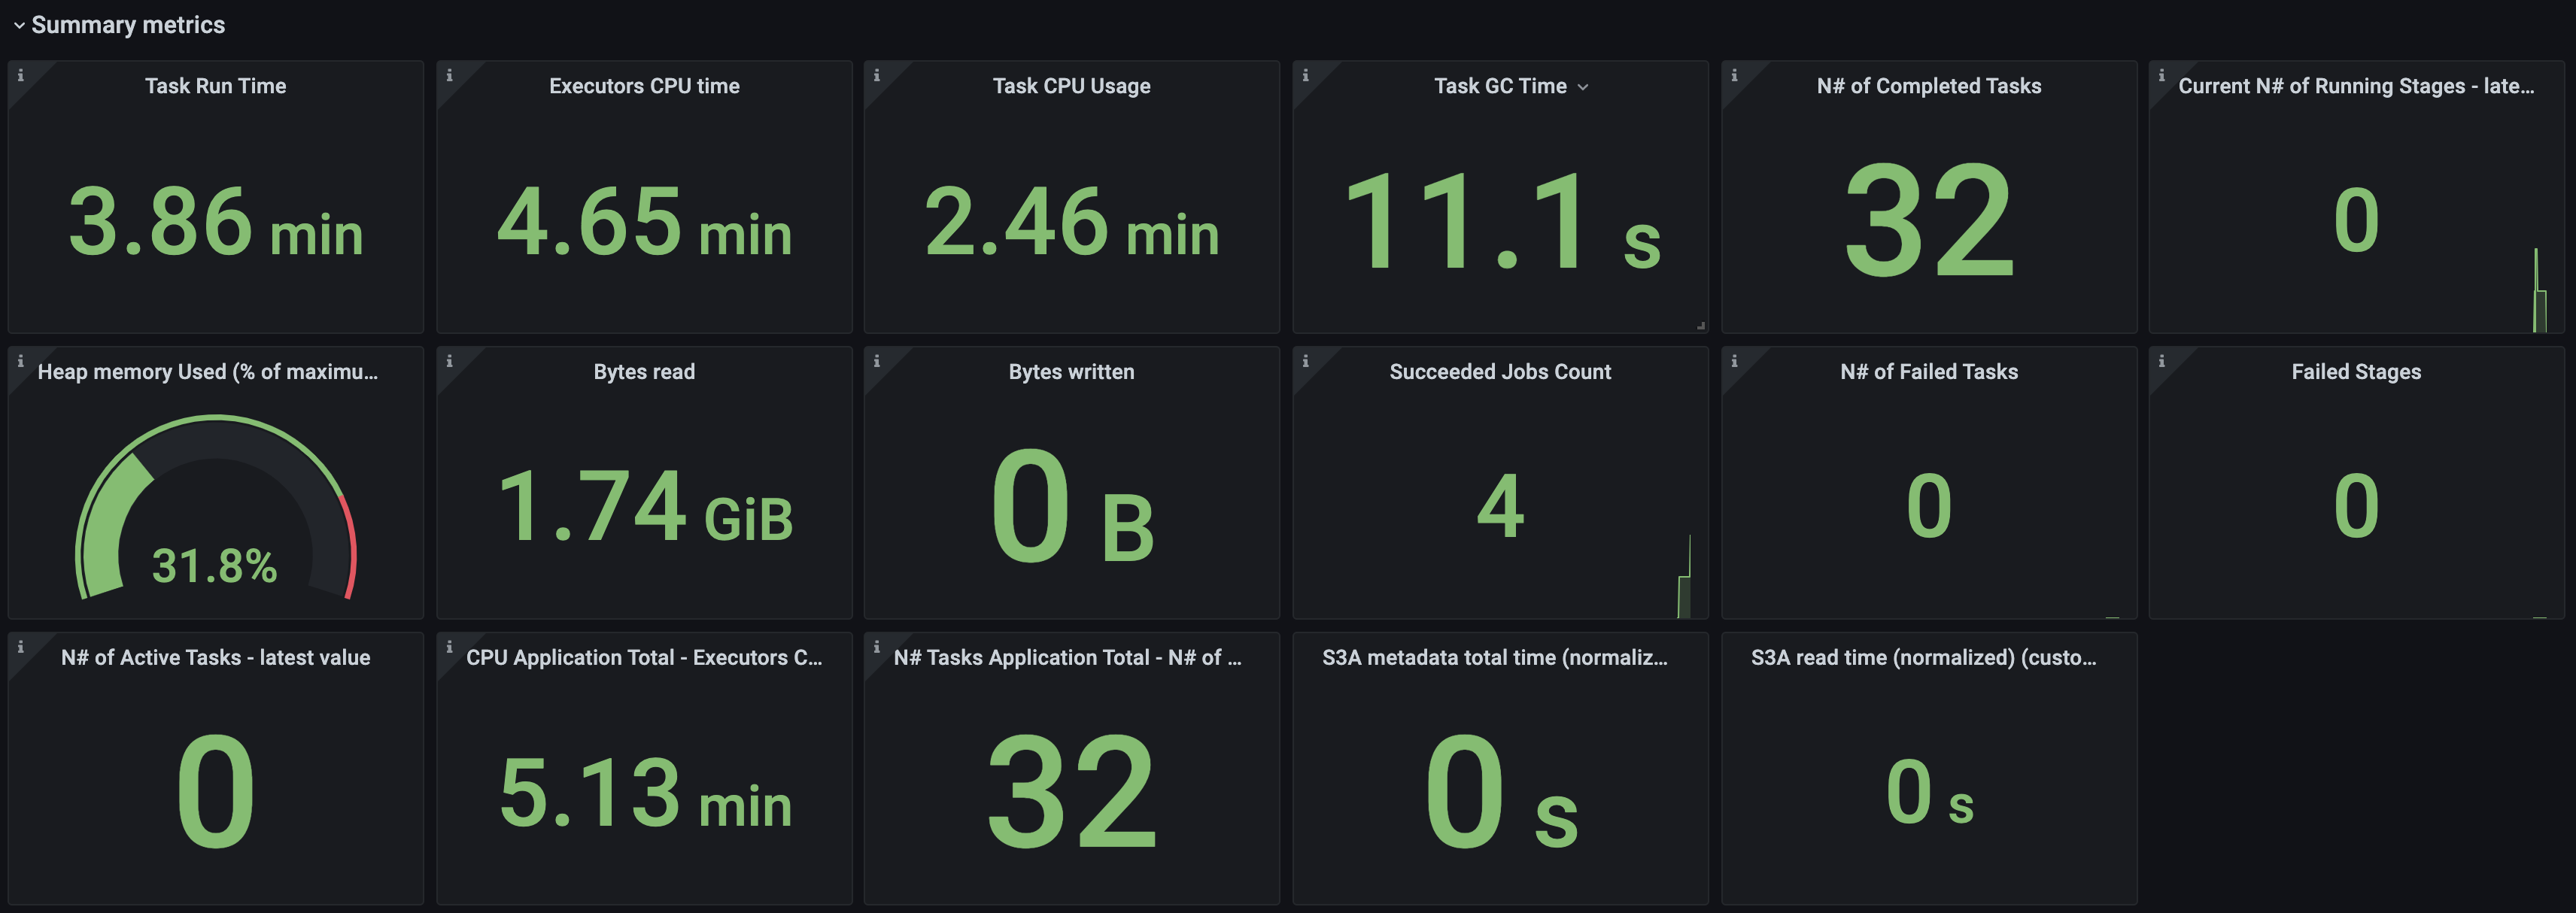 Summary metrics
Task Run Time
3.86 min
Executors CPU time
4.65 min
Task CPU Usage
2.46 min
Task GC Time
11.1 s
N# of Completed Tasks
32
Current N# of Running Stages - late...
0
Heap memory Used (% of maximu...
31.8%
Bytes read
1.74 GiB
Bytes written
0 B
Succeeded Jobs Count
4
N# of Failed Tasks
0
Failed Stages
0
N# of Active Tasks - latest value
0
CPU Application Total - Executors C...
5.13 min
N# Tasks Application Total - N# of ...
32
S3A metadata total time (normaliz...
0 s
S3A read time (normalized) (custo...
0 s